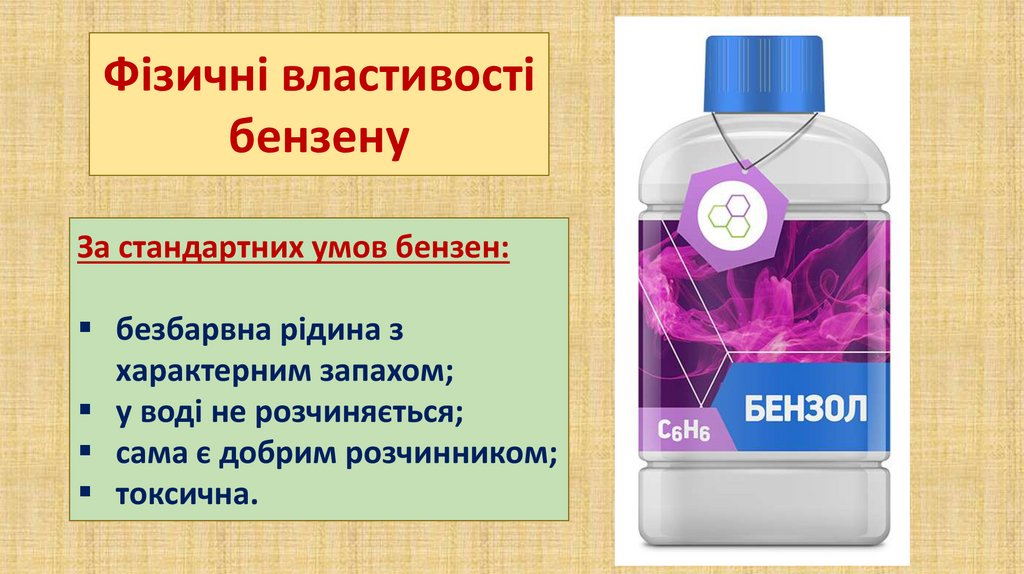 Фізичні властивості
бензену
За стандартних умов бензен:
▪ безбарвна рідина з
характерним запахом;
▪ у воді не розчиняється;
▪ сама є добрим розчинником;
▪ токсична.
БЕНЗОЛ
C₆H₆